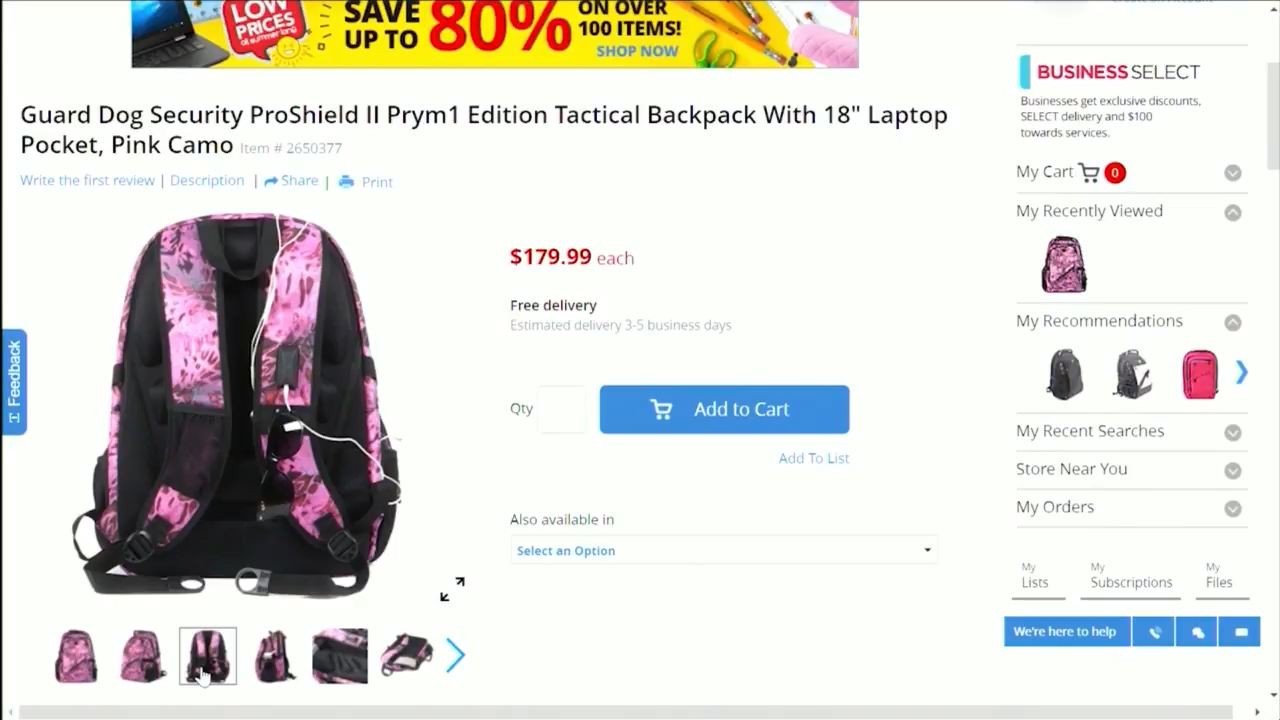 LOW
PRICES
all summer long
SAVE
UP TO
80%
ON OVER
100 ITEMS!
SHOP NOW
BUSINESS SELECT
Businesses get exclusive discounts,
SELECT delivery and $100
towards services.
Guard Dog Security ProShield II Prym1 Edition Tactical Backpack With 18" Laptop
Pocket, Pink Camo Item # 2650377
Write the first review | Description | Share | Print
My Cart 0
My Recently Viewed
$179.99 each
Free delivery
Estimated delivery 3-5 business days
My Recommendations
Feedback
Qty
Add to Cart
Add To List
My Recent Searches
Store Near You
My Orders
Also available in
Select an Option
My
Lists
My
Subscriptions
My
Files
We're here to help